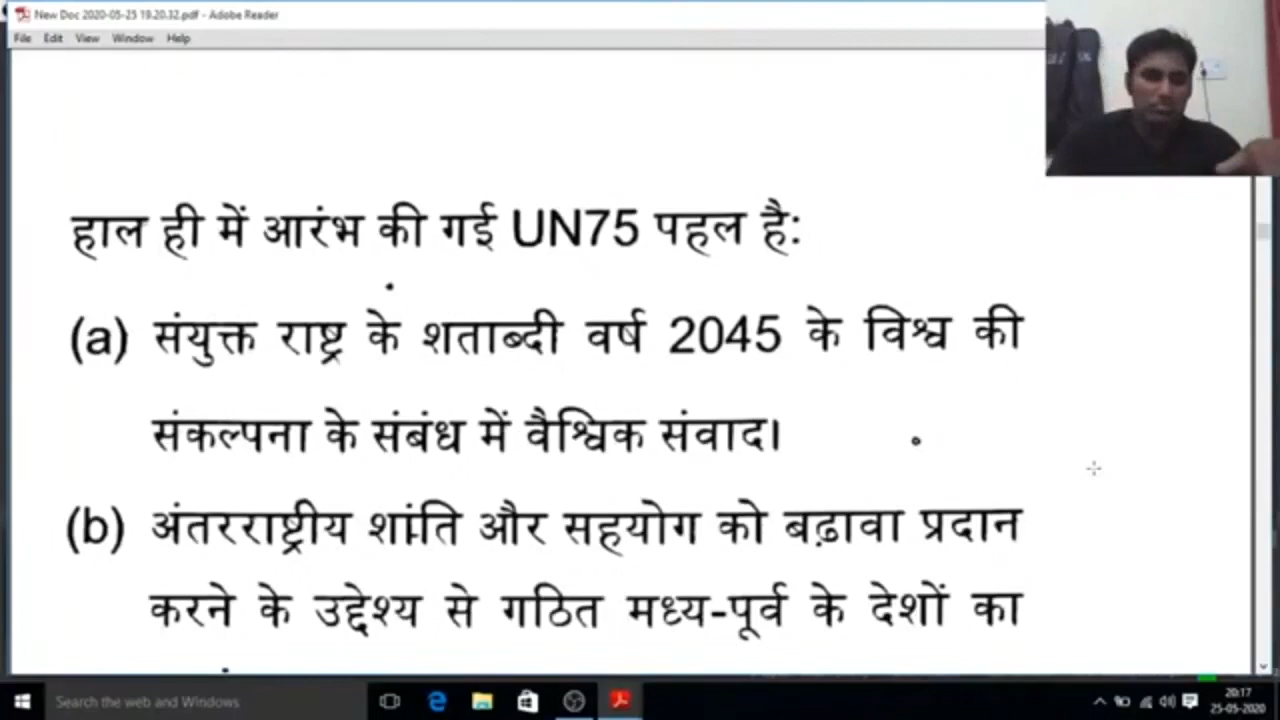 New Doc 2020-05-25 19.20.32.pdf - Adobe Reader
File Edit View Window Help
हाल ही में आरंभ की गई UN75 पहल है:
(a) संयुक्त राष्ट्र के शताब्दी वर्ष 2045 के विश्व की
संकल्पना के संबंध में वैश्विक संवाद।
(b) अंतरराष्ट्रीय शांति और सहयोग को बढ़ावा प्रदान
करने के उद्देश्य से गठित मध्य-पूर्व के देशों का
Search the web and Windows
20:17
25-05-2020